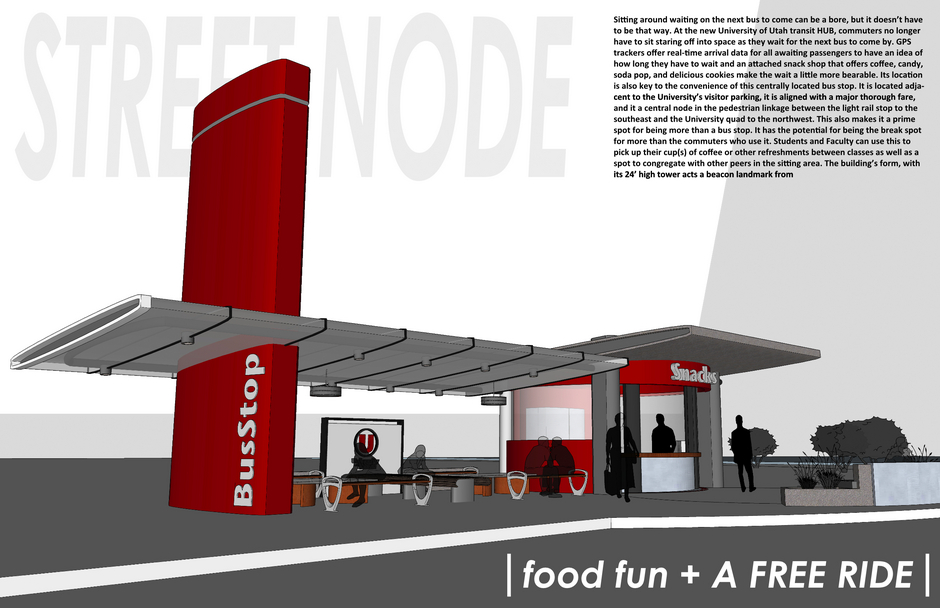 STREET NODE
Sitting around waiting on the next bus to come can be a bore, but it doesn't have
to be that way. At the new University of Utah transit HUB, commuters no longer
have to sit staring off into space as they wait for the next bus to come by. GPS
trackers offer real-time arrival data for all awaiting passengers to have an idea of
how long they have to wait and an attached snack shop that offers coffee, candy,
soda pop, and delicious cookies make the wait a little more bearable. Its location
is also key to the convenience of this centrally located bus stop. It is located adja-
cent to the University's visitor parking, it is aligned with a major thorough fare,
and it a central node in the pedestrian linkage between the light rail stop to the
southeast and the University quad to the northwest. This also makes it a prime
spot for being more than a bus stop. It has the potential for being the break spot
for more than the commuters who use it. Students and Faculty can use this to
pick up their cup(s) of coffee or other refreshments between classes as well as a
spot to congregate with other peers in the sitting area. The building's form, with
its 24' high tower acts a beacon landmark from
BusStop
Snacks
U
|food fun + A FREE RIDE|